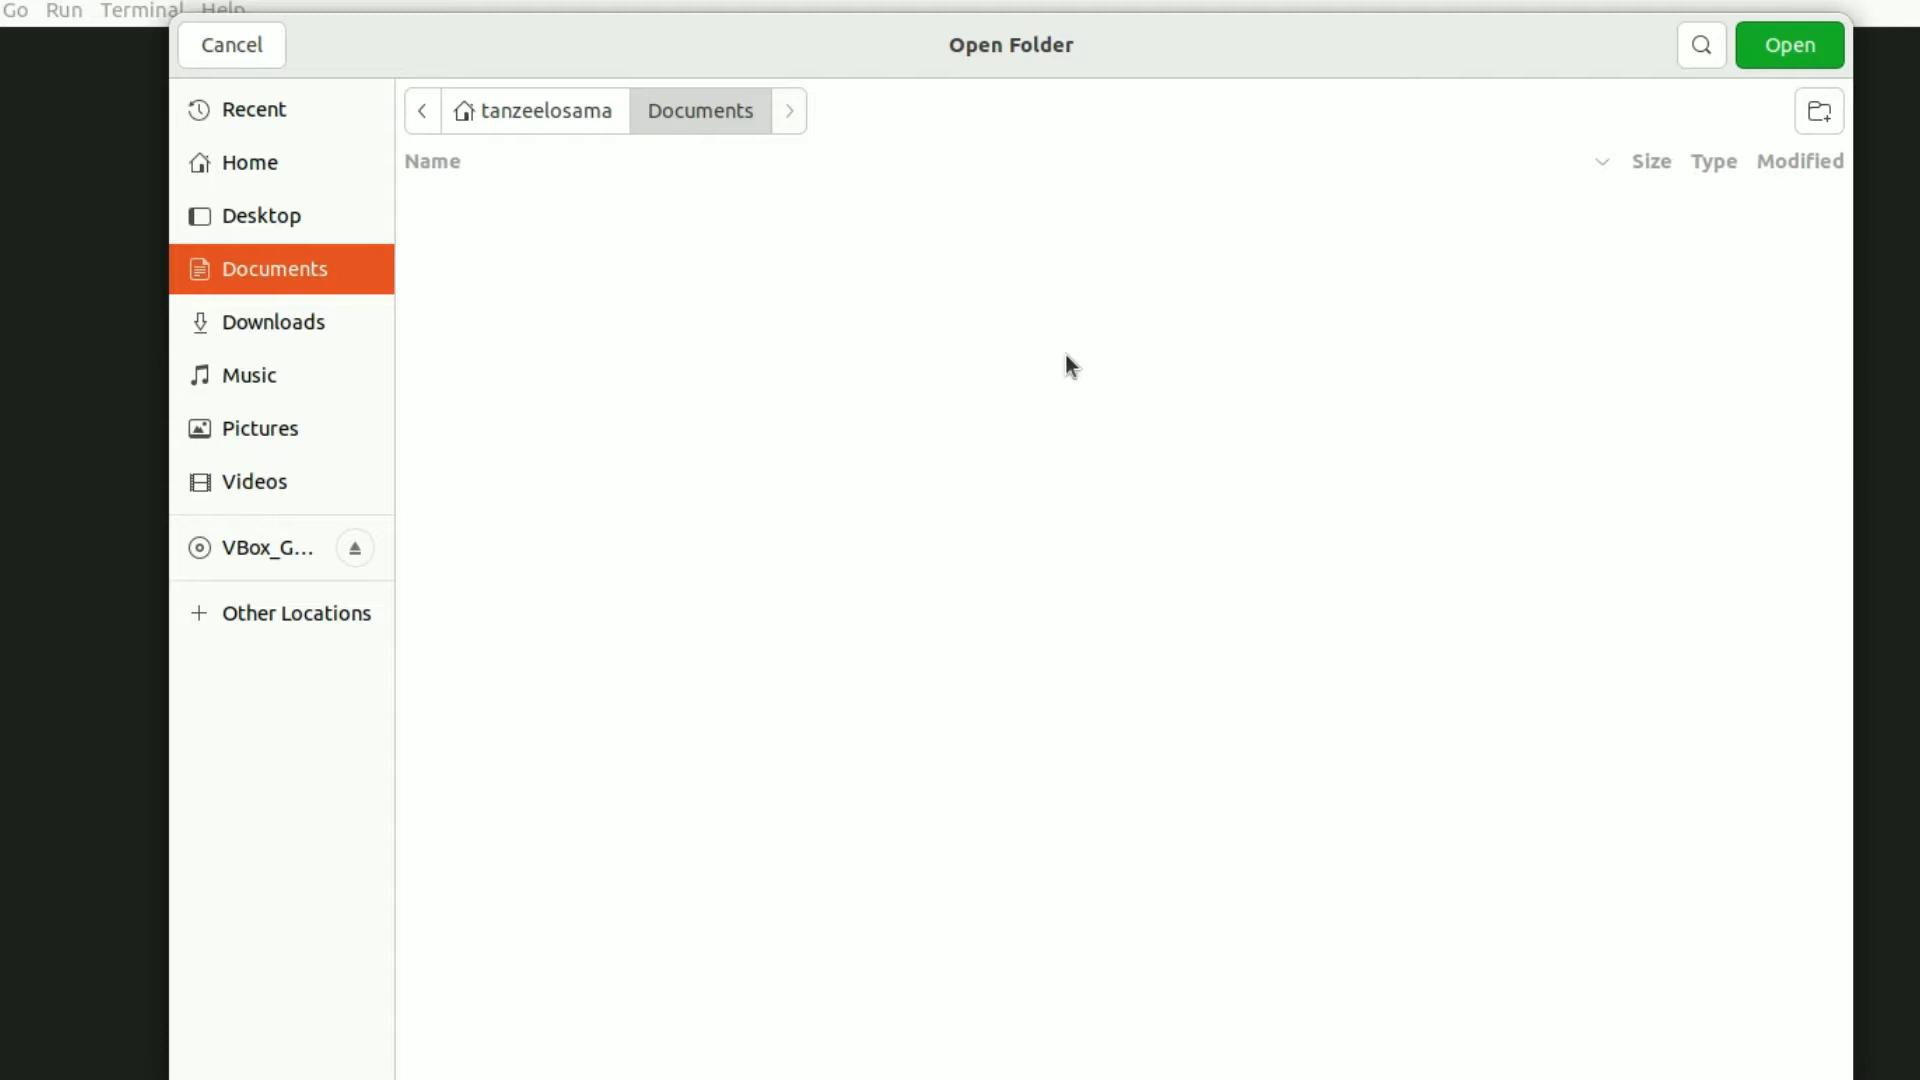 Go Run Terminal Help
Cancel Open Folder Open
Recent
tanzeelosama Documents
Name Size Type Modified
Home
Desktop
Documents
Downloads
Music
Pictures
Videos
VBox_G...
Other Locations